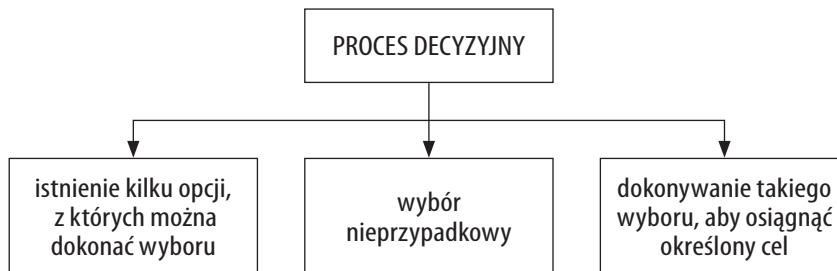 PROCES DECYZYJNY
istnienie kilku opcji,
z których można
dokonać wyboru
wybór
nieprzypadkowy
dokonywanie takiego
wyboru, aby osiągnąć
określony cel